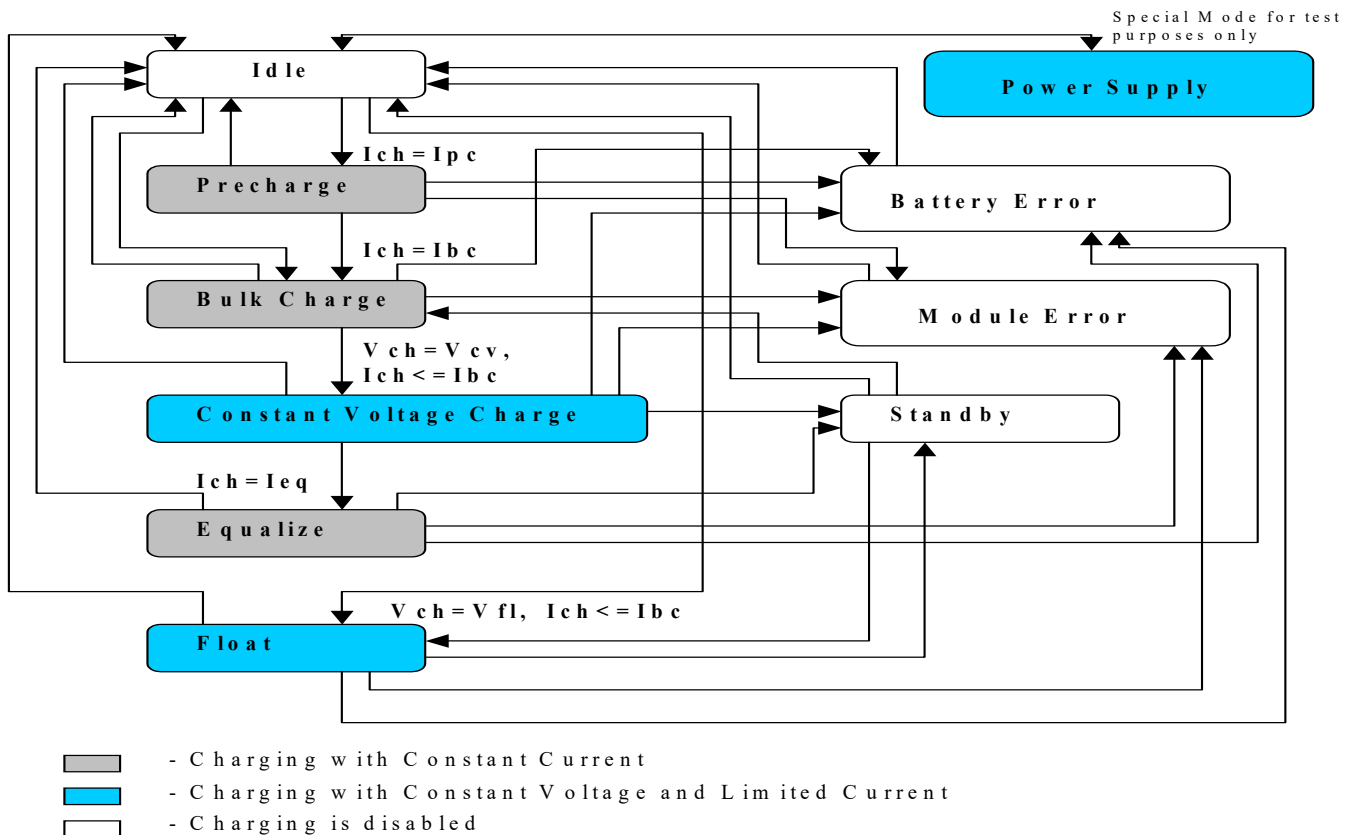 Special Mode for test
purposes only
Idle
Power Supply
Ich=Ipc
Precharge
Battery Error
Ich=Ibc
Bulk Charge
Module Error
Vch=Vcv,
Ich<=Ibc
Constant Voltage Charge
Standby
Ich=Ieq
Equalize
Vch=Vfl, Ich<=Ibc
Float
- Charging with Constant Current
- Charging with Constant Voltage and Limited Current
- Charging is disabled